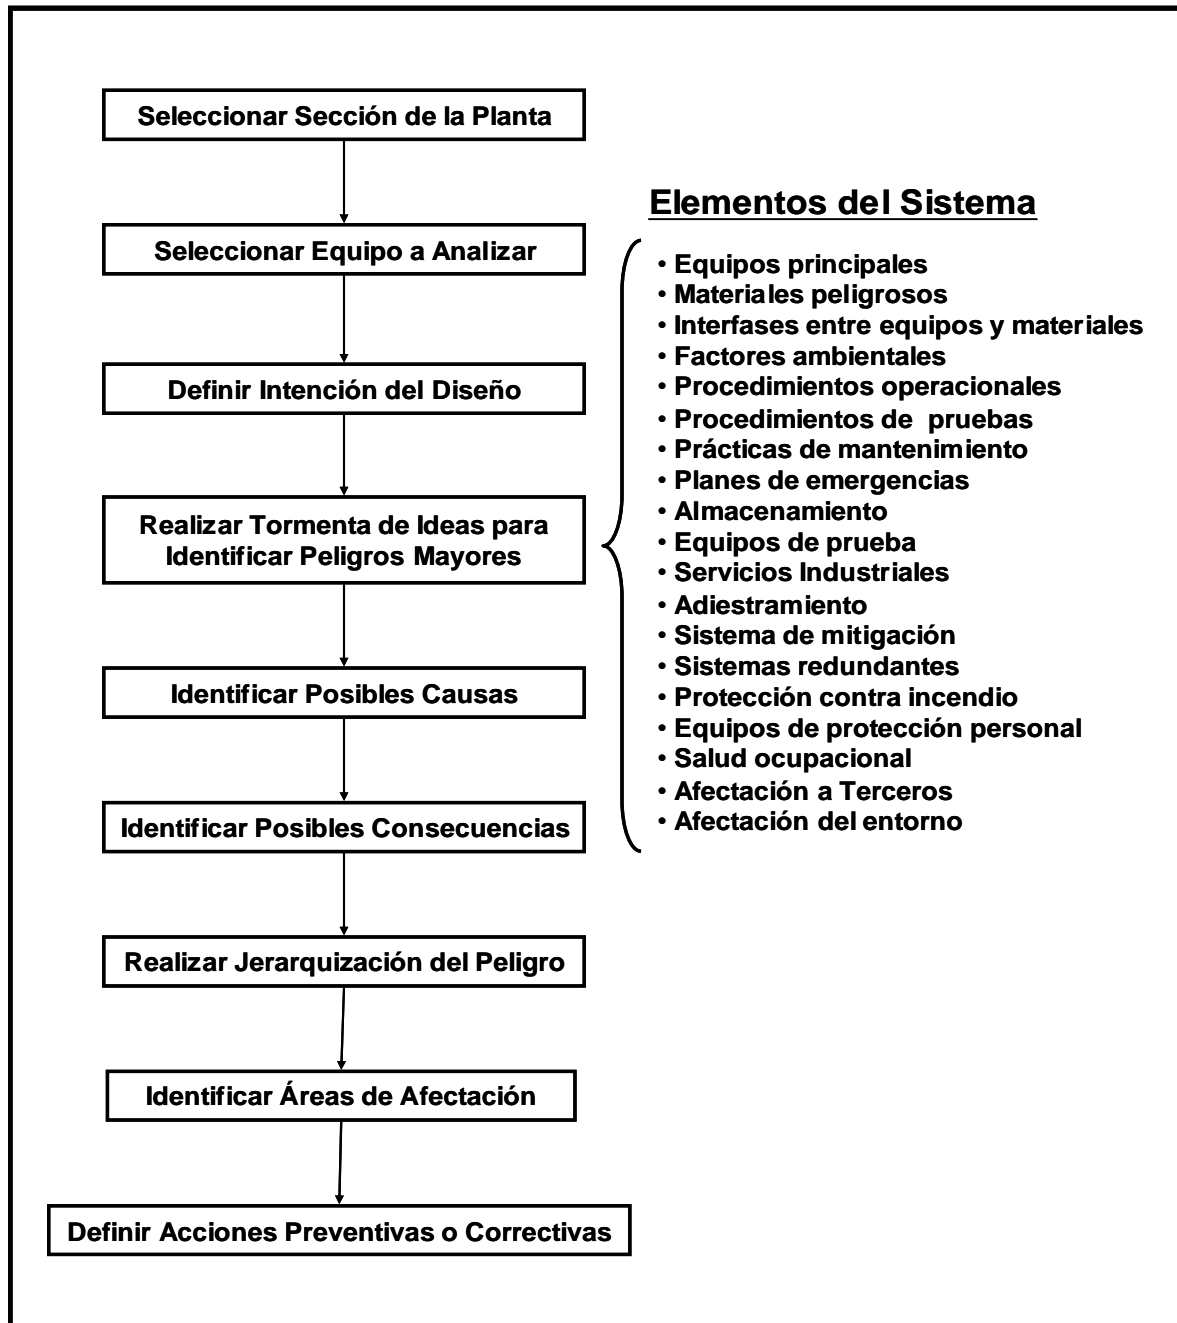 Seleccionar Sección de la Planta
Seleccionar Equipo a Analizar
Definir Intención del Diseño
Realizar Tormenta de Ideas para
Identificar Peligros Mayores
Identificar Posibles Causas
Identificar Posibles Consecuencias
Realizar Jerarquización del Peligro
Identificar Áreas de Afectación
Definir Acciones Preventivas o Correctivas
Elementos del Sistema
• Equipos principales
• Materiales peligrosos
• Interfases entre equipos y materiales
• Factores ambientales
• Procedimientos operacionales
• Procedimientos de pruebas
• Prácticas de mantenimiento
• Planes de emergencias
• Almacenamiento
• Equipos de prueba
• Servicios Industriales
• Adiestramiento
• Sistema de mitigación
• Sistemas redundantes
• Protección contra incendio
• Equipos de protección personal
• Salud ocupacional
• Afectación a Terceros
• Afectación del entorno